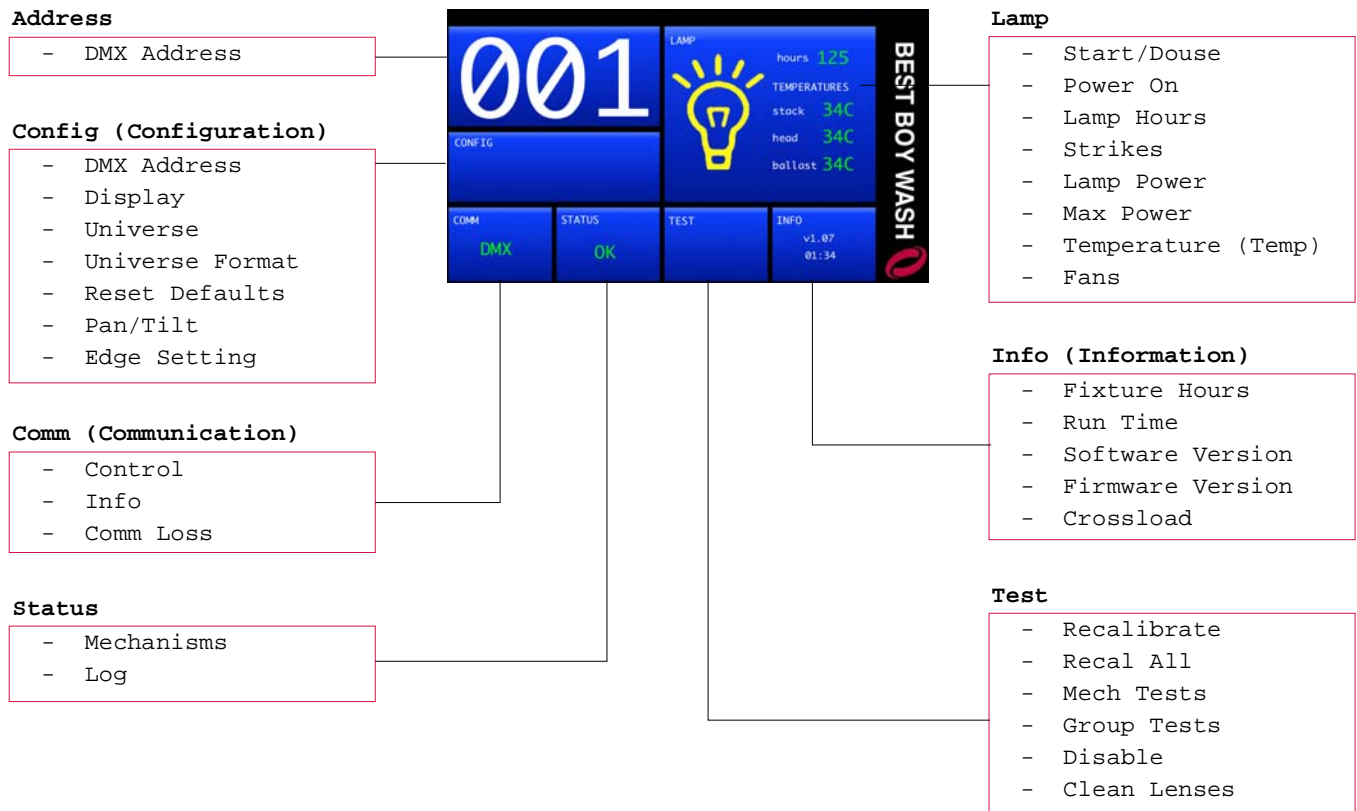 Address
- DMX Address
Config (Configuration)
- DMX Address
- Display
- Universe
- Universe Format
- Reset Defaults
- Pan/Tilt
- Edge Setting
Comm (Communication)
- Control
- Info
- Comm Loss
Status
- Mechanisms
- Log
001
LAMP
hours 125
TEMPERATURES
stack 34C
head 34C
ballast 34C
CONFIG
COMM
DMX
STATUS
OK
TEST
INFO
v1.07
01:34
BEST BOY WASH
Lamp
- Start/Douse
- Power On
- Lamp Hours
- Strikes
- Lamp Power
- Max Power
- Temperature (Temp)
- Fans
Info (Information)
- Fixture Hours
- Run Time
- Software Version
- Firmware Version
- Crossload
Test
- Recalibrate
- Recal All
- Mech Tests
- Group Tests
- Disable
- Clean Lenses